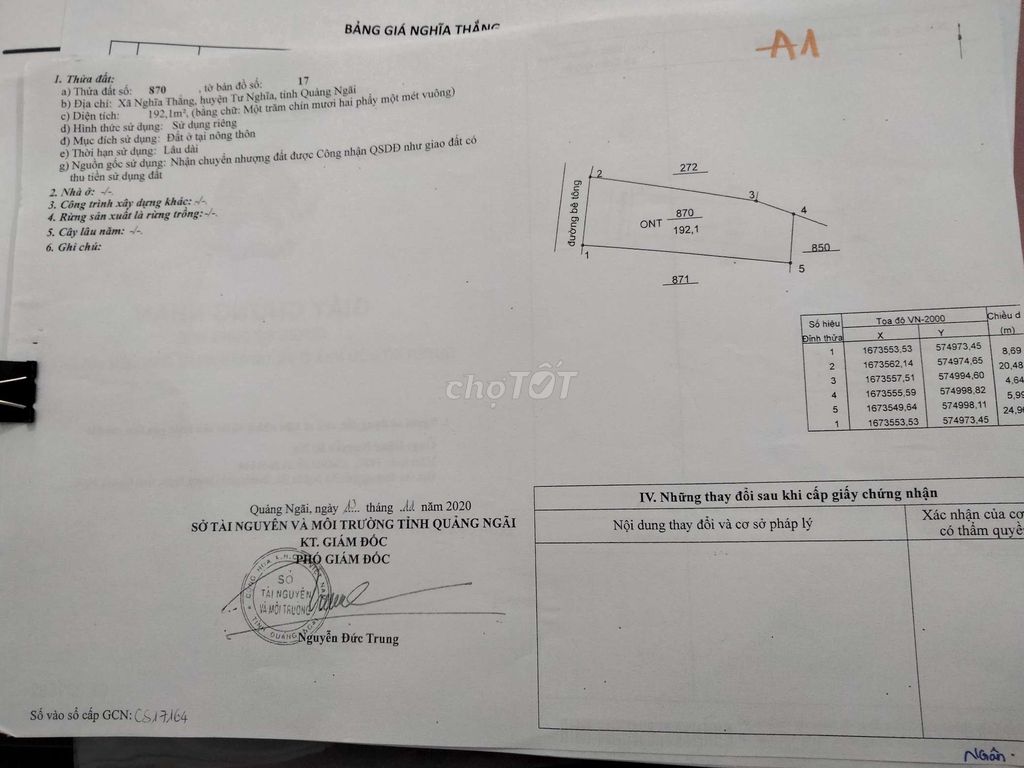 BẢNG GIÁ NGHĨA THẮNG
A1
I. Thửa đất:
a) Thửa đất số: 870 , tờ bản đồ số: 17
b) Địa chỉ: Xã Nghĩa Thắng, huyện Tư Nghĩa, tỉnh Quảng Ngãi
c) Diện tích: 192,1m², (bằng chữ: Một trăm chín mươi hai phẩy một mét vuông)
d) Hình thức sử dụng: Sử dụng riêng
đ) Mục đích sử dụng: Đất ở tại nông thôn
e) Thời hạn sử dụng: Lâu dài
g) Nguồn gốc sử dụng: Nhận chuyển nhượng đất được Công nhận QSDĐ như giao đất có
thu tiền sử dụng đất
2. Nhà ở: -/-.
3. Công trình xây dựng khác: -/-.
4. Rừng sản xuất là rừng trồng: -/-.
5. Cây lâu năm: -/-.
6. Ghi chú:
đường bê tông
2
272
3
4
ONT 870
192,1
850
1
871
5
Số hiệu Đỉnh thửa Tọa độ VN-2000 Chiều d
X Y (m)
1 1673553,53 574973,45
8,69
2 1673562,14 574974,65
20,48
3 1673557,51 574994,60
4,64
4 1673555,59 574998,82
5,99
5 1673549,64 574998,11
24,96
1 1673553,53 574973,45
chợTỐT
Quảng Ngãi, ngày tháng 11 năm 2020
SỞ TÀI NGUYÊN VÀ MÔI TRƯỜNG TỈNH QUẢNG NGÃI
KT. GIÁM ĐỐC
PHÓ GIÁM ĐỐC
SỞ
TÀI NGUYÊN
VÀ MÔI TRƯỜNG
TỈNH QUẢNG NGÃI
Nguyễn Đức Trung
Số vào sổ cấp GCN: CS17164
IV. Những thay đổi sau khi cấp giấy chứng nhận
Nội dung thay đổi và cơ sở pháp lý
Xác nhận của cơ
có thẩm quyề
Ngân